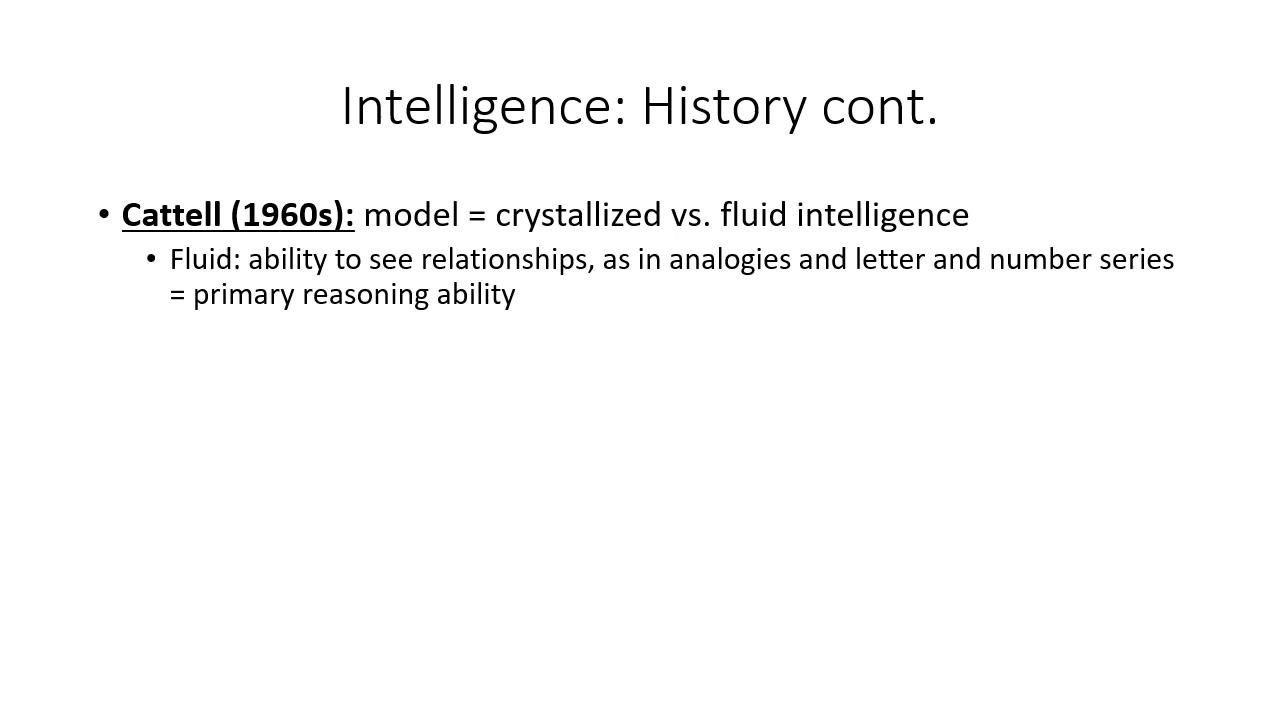 Intelligence: History cont.
• Cattell (1960s): model = crystallized vs. fluid intelligence
• Fluid: ability to see relationships, as in analogies and letter and number series
= primary reasoning ability